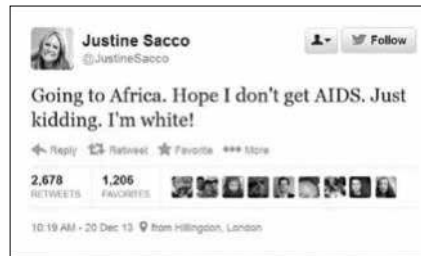 Justine Sacco
@JustineSacco
Follow
Going to Africa. Hope I don't get AIDS. Just
kidding. I'm white!
Reply Retweet Favorite More
2,678 1,206
RETWEETS FAVORITES
10:19 AM - 20 Dec 13 from Hillingdon, London